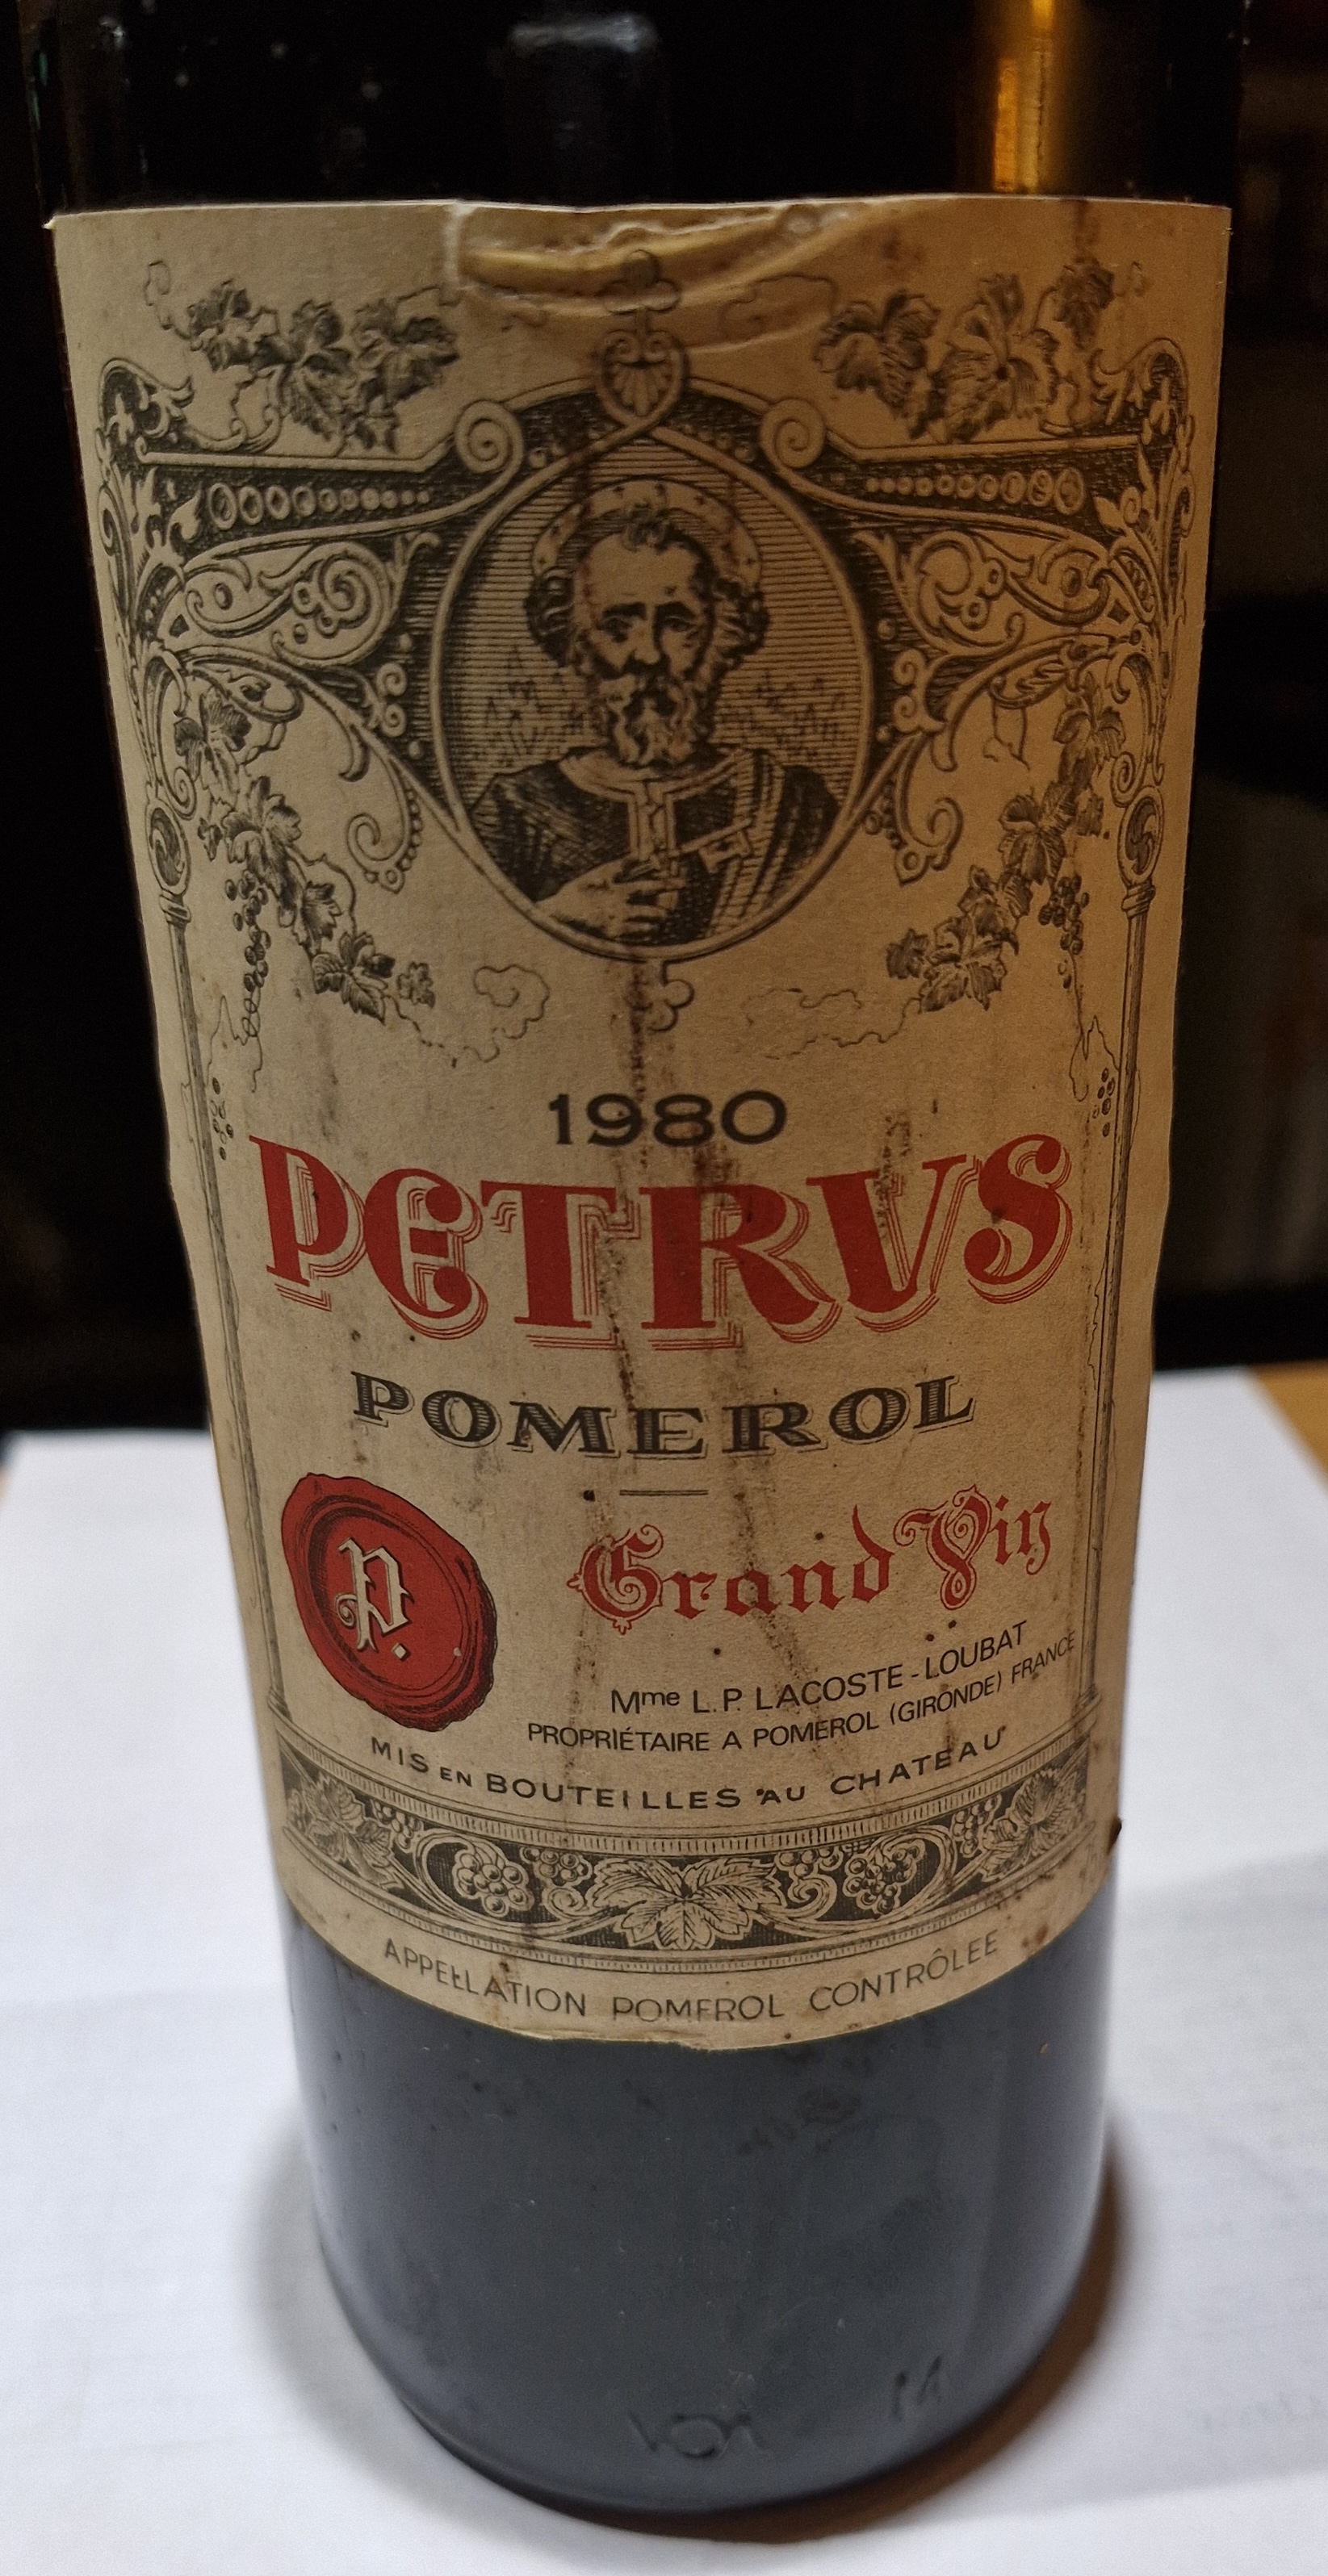 1980
PETRVS
POMEROL
P.
Grand Vin
Mme L.P. LACOSTE-LOUBAT
PROPRIÉTAIRE A POMEROL (GIRONDE) FRANCE
MIS EN BOUTEILLES AU CHATEAU
APPELLATION POMEROL CONTRÔLÉE